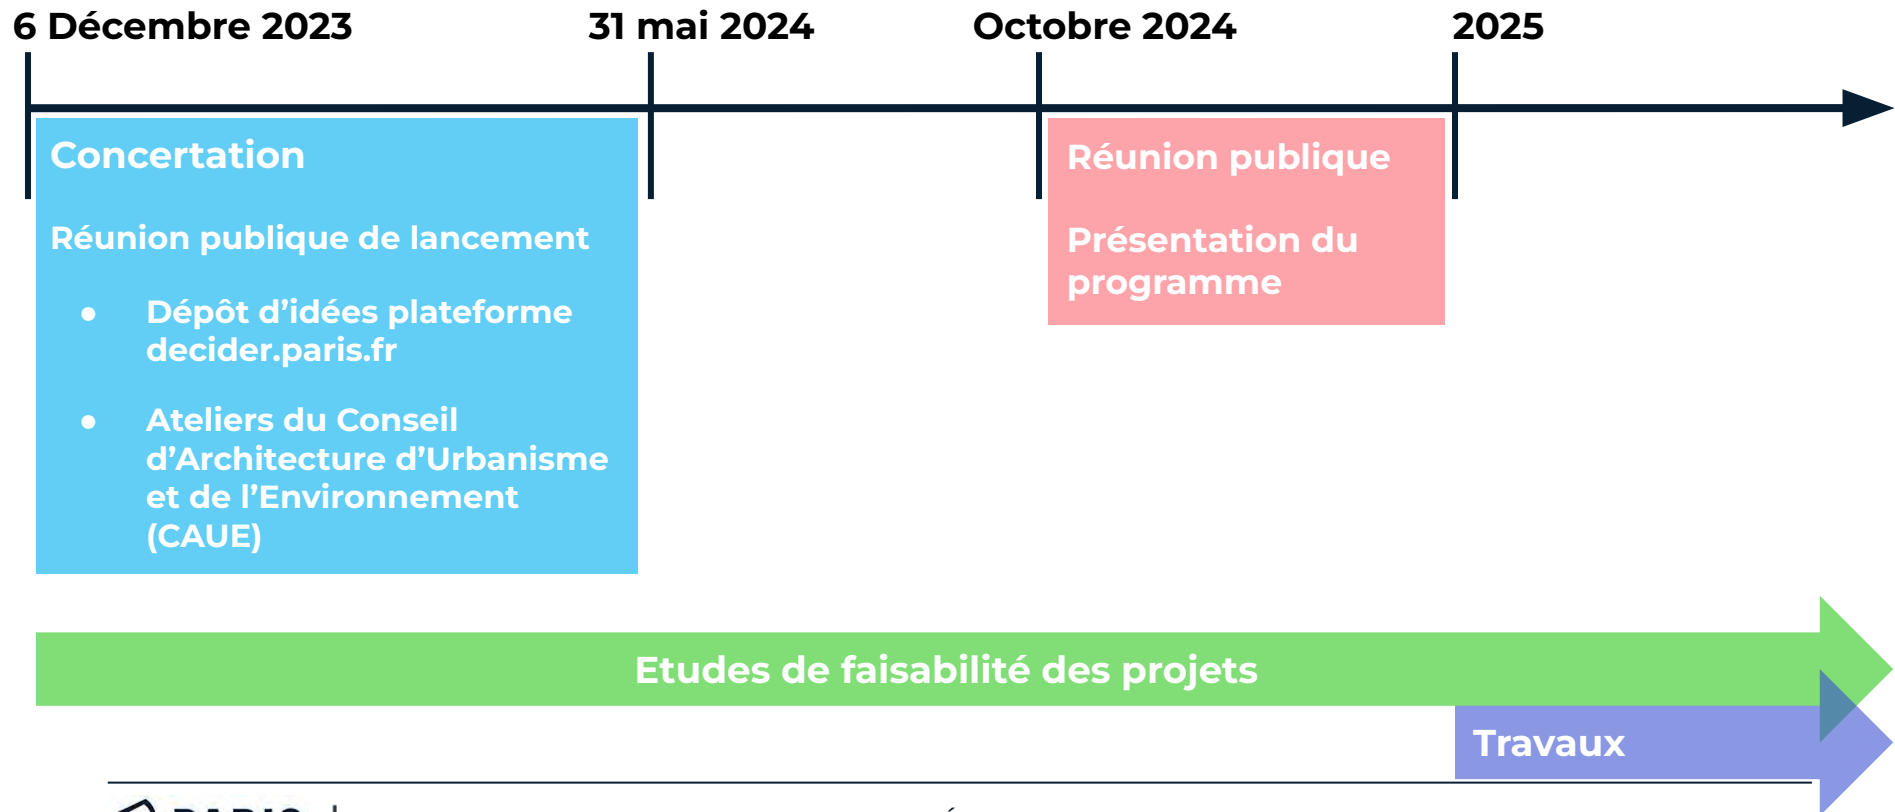 6 Décembre 2023
31 mai 2024
Octobre 2024
2025
Concertation
Réunion publique de lancement
● Dépôt d’idées plateforme
decider.paris.fr
● Ateliers du Conseil
d’Architecture d’Urbanisme
et de l’Environnement
(CAUE)
Réunion publique
Présentation du
programme
Etudes de faisabilité des projets
Travaux